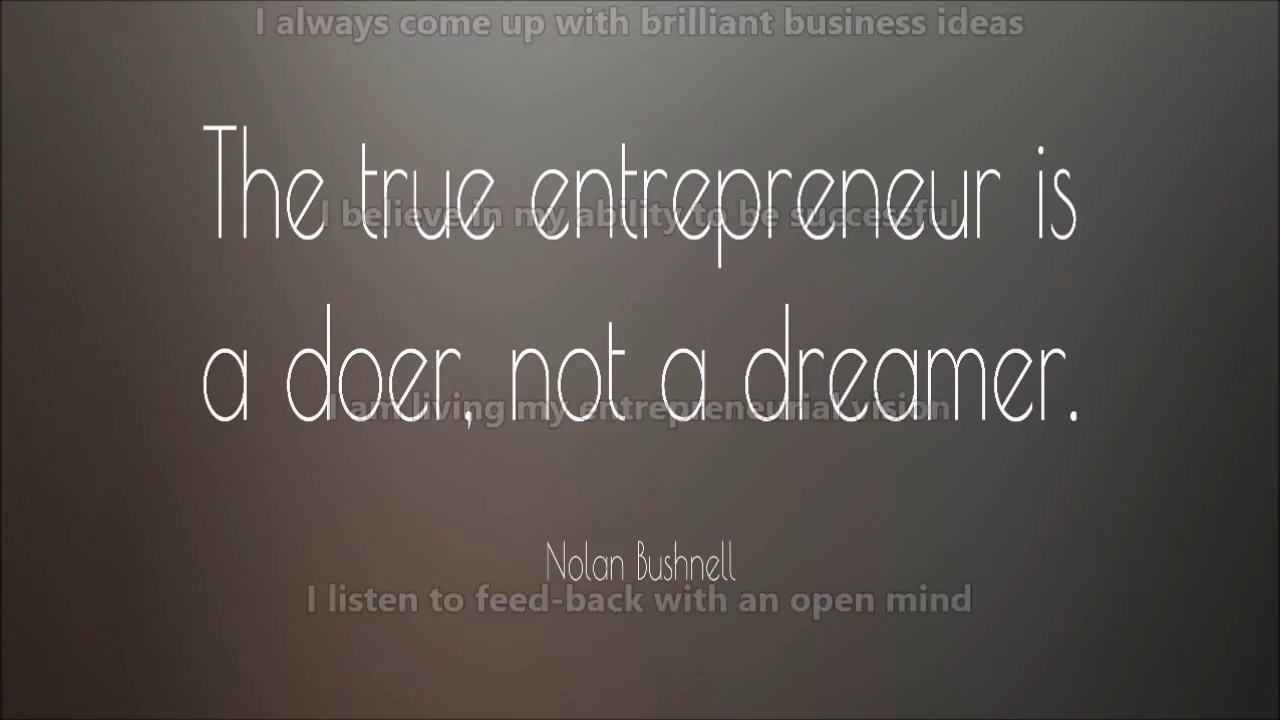 I always come up with brilliant business ideas
The true entrepreneur is
I believe in my ability to be successful
a doer, not a dreamer.
I am living my entrepreneurial vision
Nolan Bushnell
I listen to feed-back with an open mind